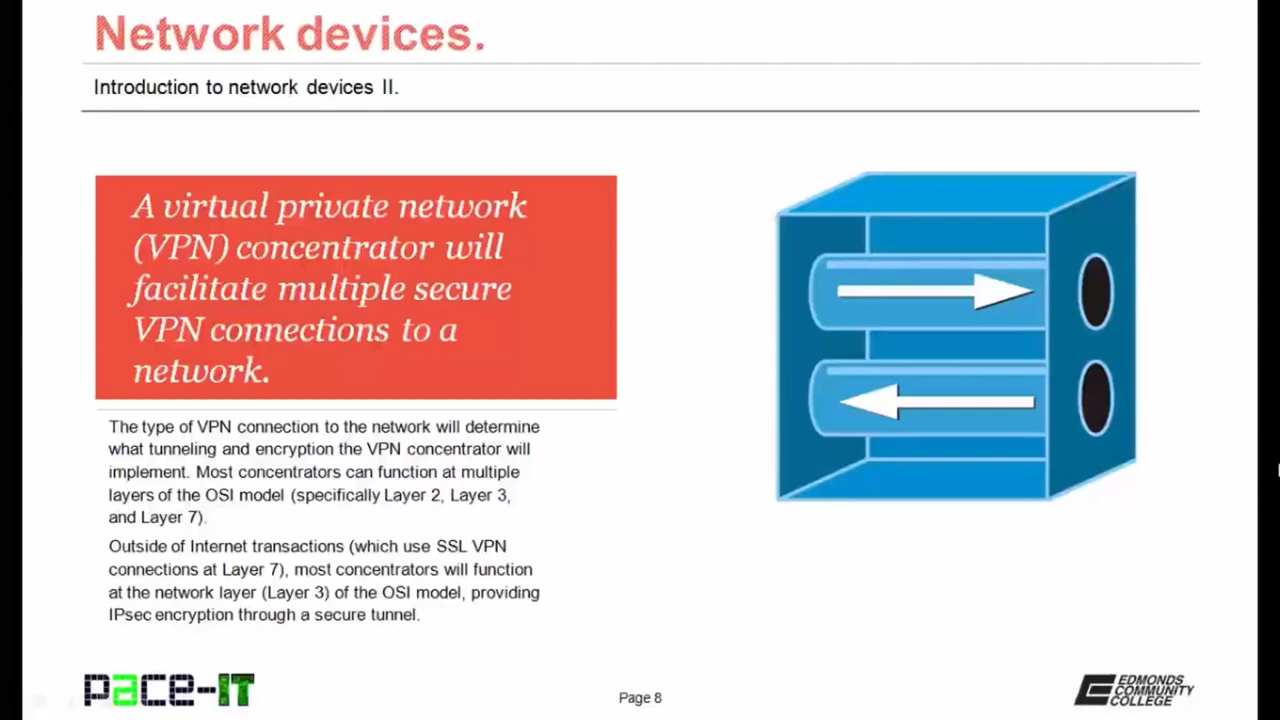 Network devices.
Introduction to network devices II.
A virtual private network
(VPN) concentrator will
facilitate multiple secure
VPN connections to a
network.
The type of VPN connection to the network will determine
what tunneling and encryption the VPN concentrator will
implement. Most concentrators can function at multiple
layers of the OSI model (specifically Layer 2, Layer 3,
and Layer 7).
Outside of Internet transactions (which use SSL VPN
connections at Layer 7), most concentrators will function
at the network layer (Layer 3) of the OSI model, providing
IPsec encryption through a secure tunnel.
pace-IT
Page 8
EDMONDS
COMMUNITY
COLLEGE